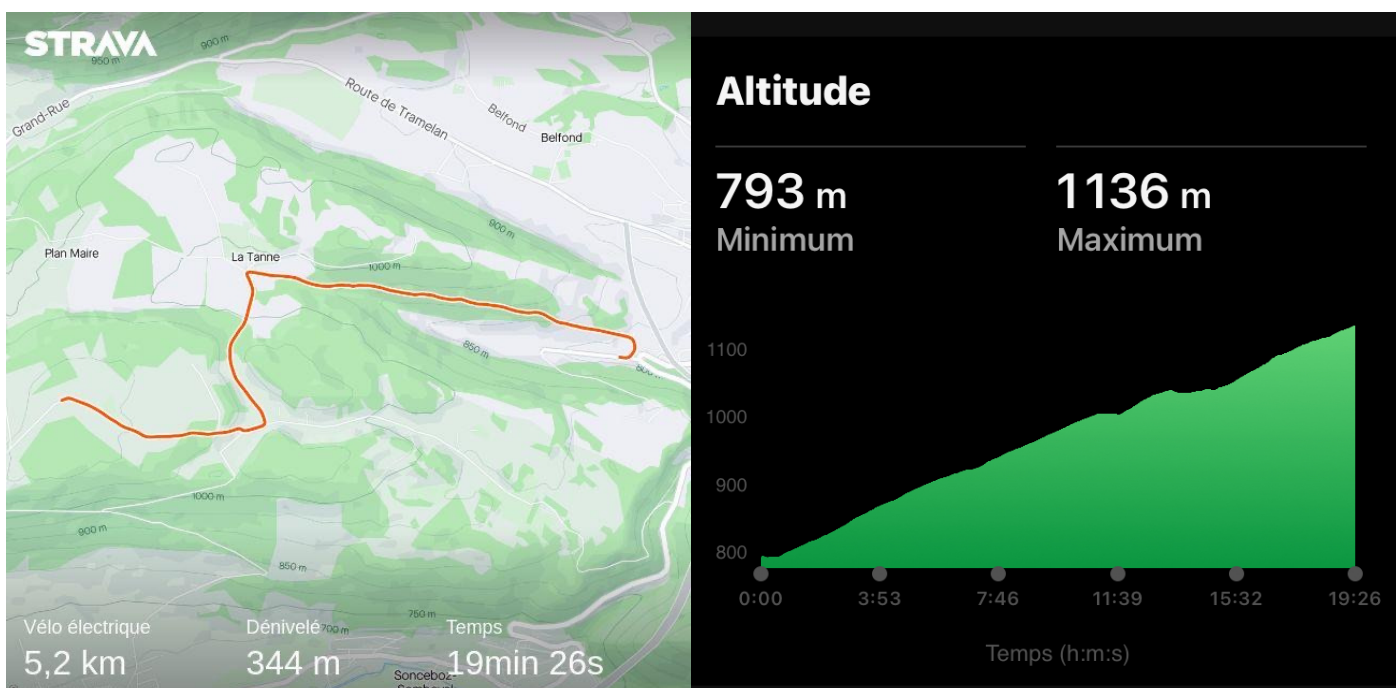 STRAVA
900 m
950 m
Grand-Rue
Route de Tramelan
Belfond
Belfond
900 m
Plan Maire
La Tanne
1000 m
850 m
800 m
1000 m
900 m
850 m
750 m
700 m
Vélo électrique
Dénivelé
Temps
5,2 km
344 m
19min 26s
Sonceboz-
Sombeval
Altitude
793 m
1136 m
Minimum
Maximum
1100
1000
900
800
0:00
3:53
7:46
11:39
15:32
19:26
Temps (h:m:s)